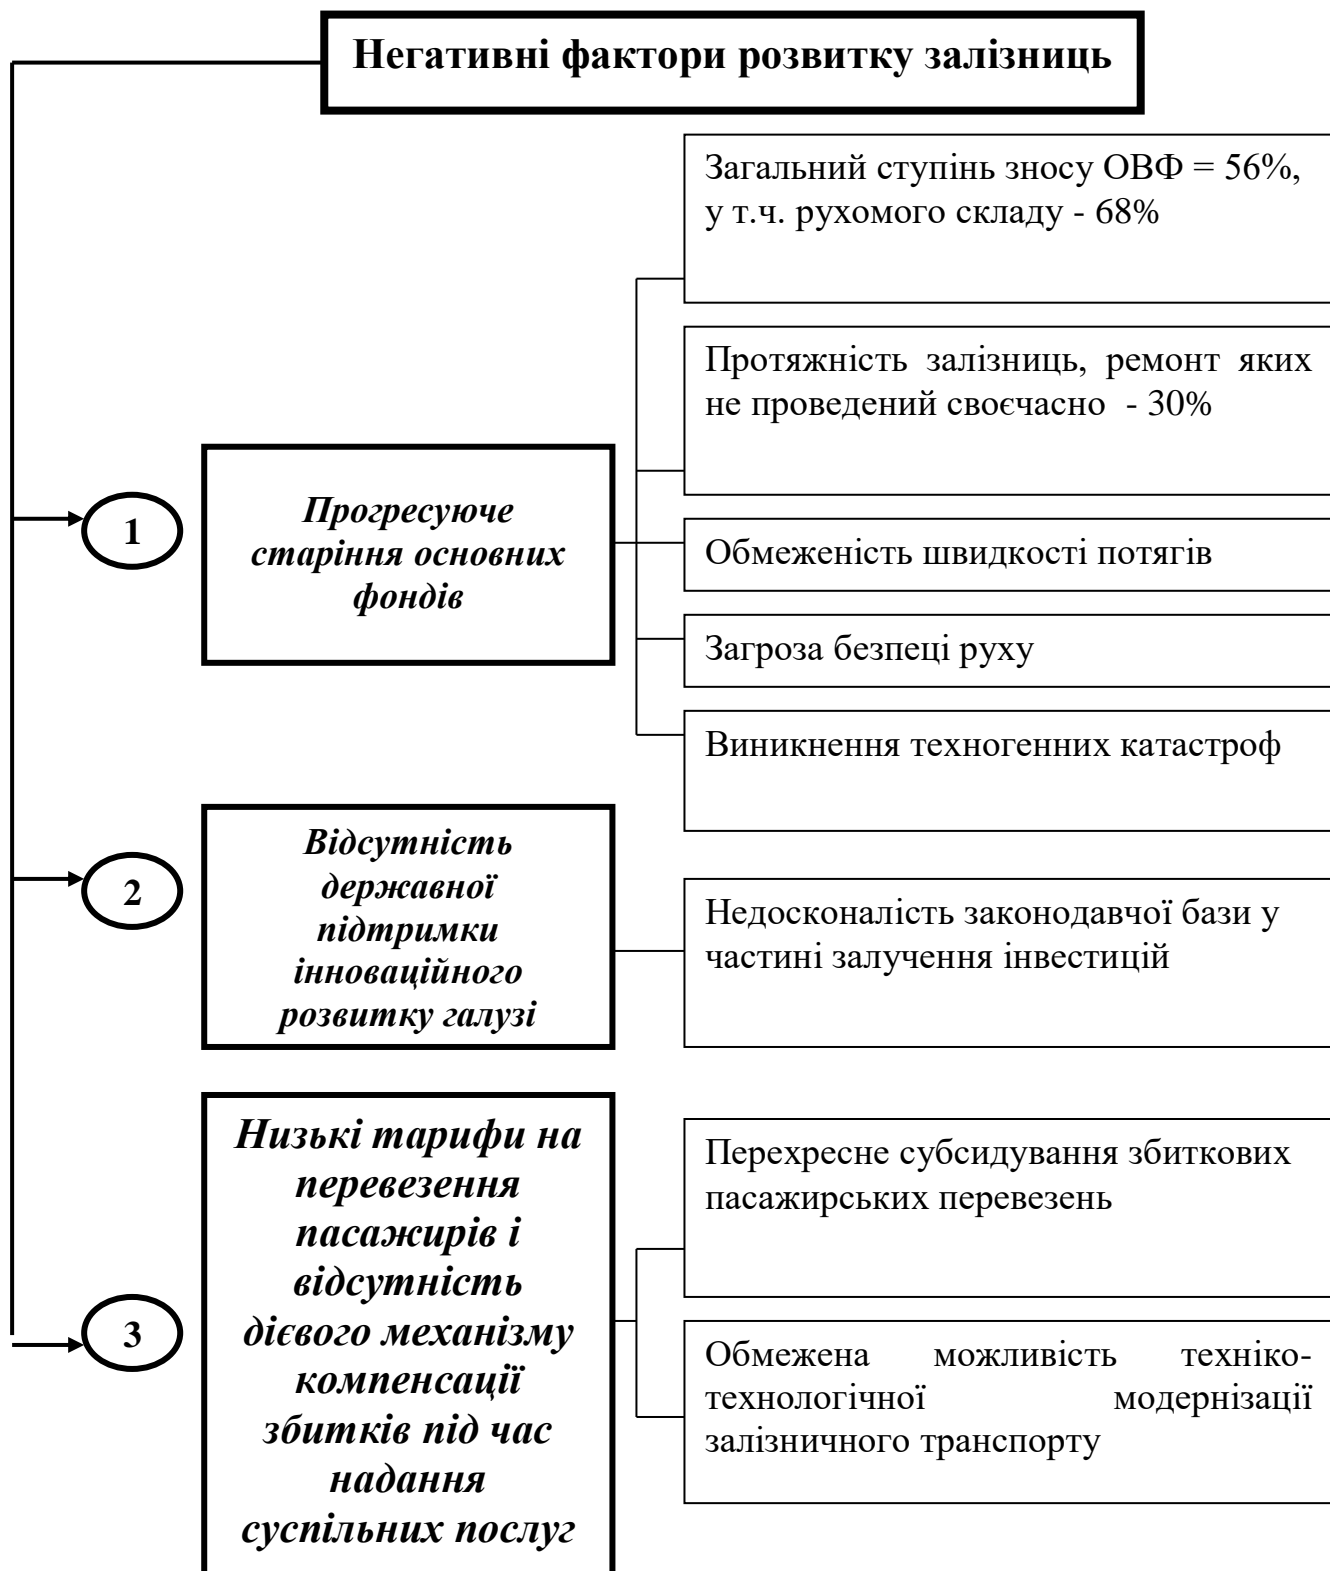 Негативні фактори розвитку залізниць
Загальний ступінь зносу ОВФ = 56%,
у т.ч. рухомого складу - 68%
Протяжність залізниць, ремонт яких
не проведений своєчасно - 30%
1
Прогресуюче
старіння основних
фондів
Обмеженість швидкості потягів
Загроза безпеці руху
Виникнення техногенних катастроф
2
Відсутність
державної
підтримки
інноваційного
розвитку галузі
Недосконалість законодавчої бази у
частині залучення інвестицій
3
Низькі тарифи на
перевезення
пасажирів і
відсутність
дієвого механізму
компенсації
збитків під час
надання
суспільних послуг
Перехресне субсидування збиткових
пасажирських перевезень
Обмежена можливість техніко-
технологічної модернізації
залізничного транспорту